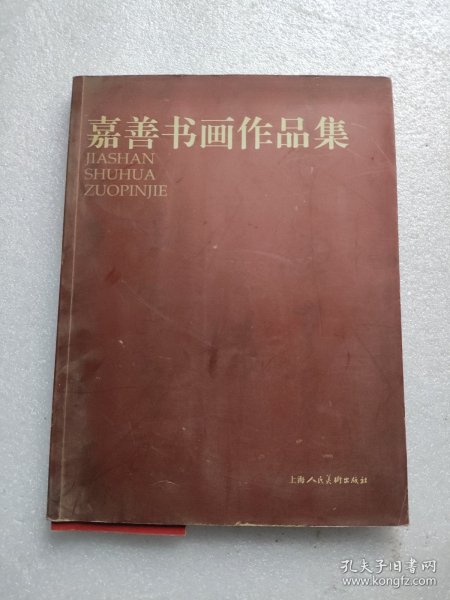 嘉善书画作品集
JIASHAN
SHUHUA
ZUOPINJIE
上海人民美術出版社
孔夫子旧书网
www.kongfz.com